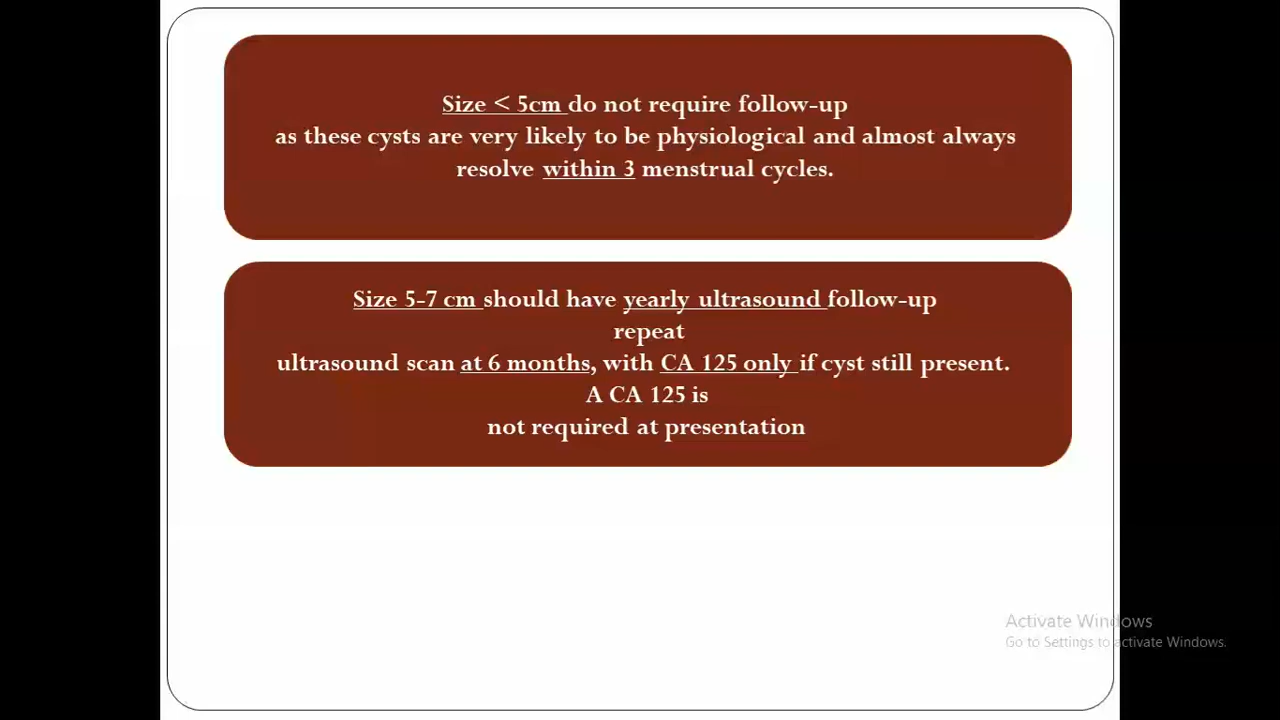 Size < 5cm do not require follow-up
as these cysts are very likely to be physiological and almost always
resolve within 3 menstrual cycles.
Size 5-7 cm should have yearly ultrasound follow-up
repeat
ultrasound scan at 6 months, with CA 125 only if cyst still present.
A CA 125 is
not required at presentation
Activate Windows
Go to Settings to activate Windows.